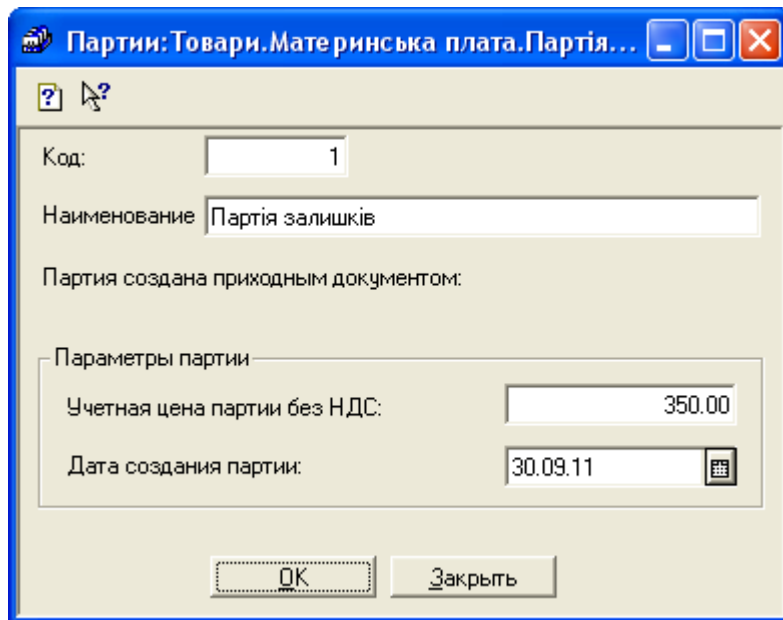 Партии:Товари.Материнська плата.Партія...
Код: 1
Наименование Партія залишків
Партия создана приходным документом:
Параметры партии
Учетная цена партии без НДС: 350.00
Дата создания партии: 30.09.11
OK Закрыть